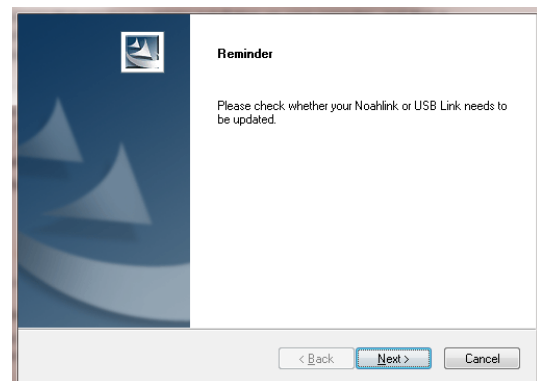 Reminder
Please check whether your Noahlink or USB Link needs to
be updated.
< Back
Next >
Cancel